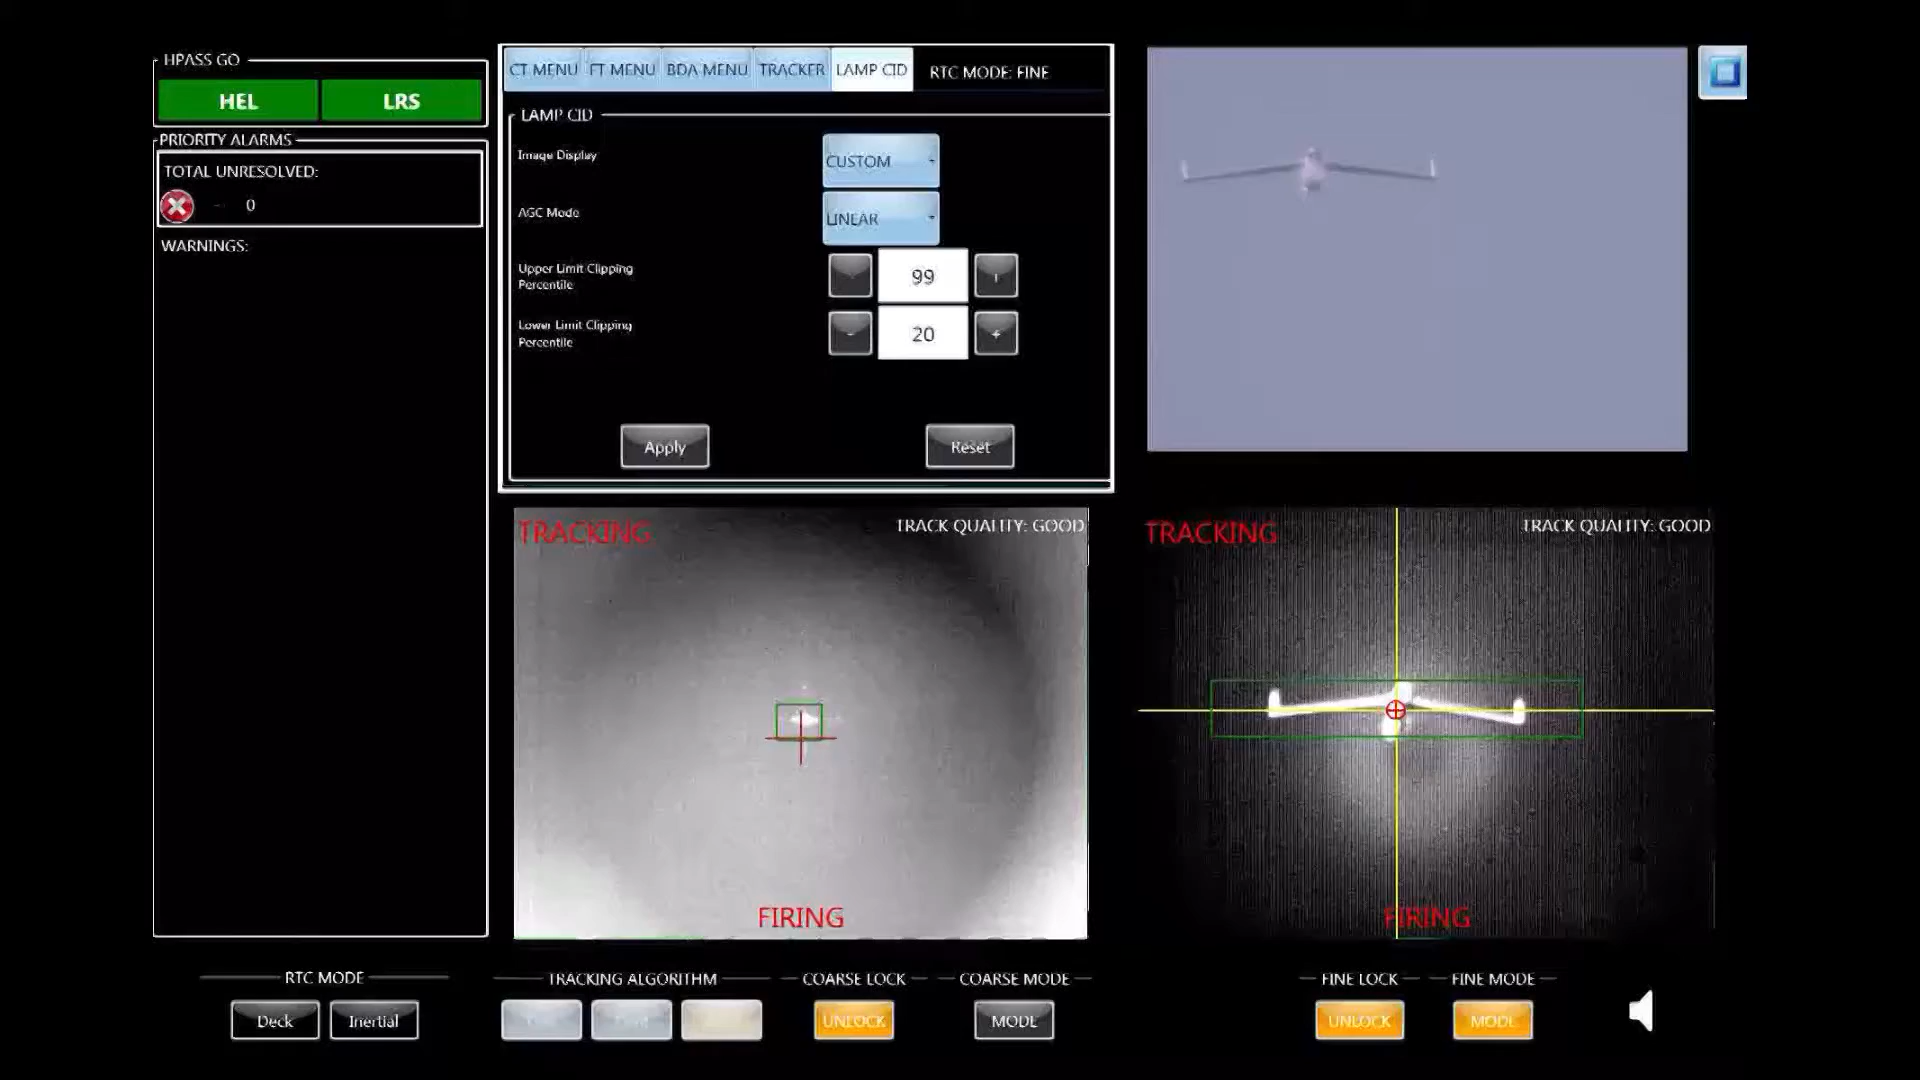 HPASS GO
HEL
LRS
PRIORITY ALARMS
TOTAL UNRESOLVED:
0
WARNINGS:
CT MENU
FT MENU
BDA MENU
TRACKER
LAMP CID
RTC MODE: FINE
LAMP CID
Image Display
CUSTOM
AGC Mode
LINEAR
Upper Limit Clipping
Percentile
-
99
+
Lower Limit Clipping
Percentile
-
20
+
Apply
Reset
TRACKING
TRACK QUALITY: GOOD
FIRING
TRACKING
TRACK QUALITY: GOOD
FIRING
RTC MODE
Deck
Inertial
TRACKING ALGORITHM
COARSE LOCK
UNLOCK
COARSE MODE
MODE
FINE LOCK
UNLOCK
FINE MODE
MODE